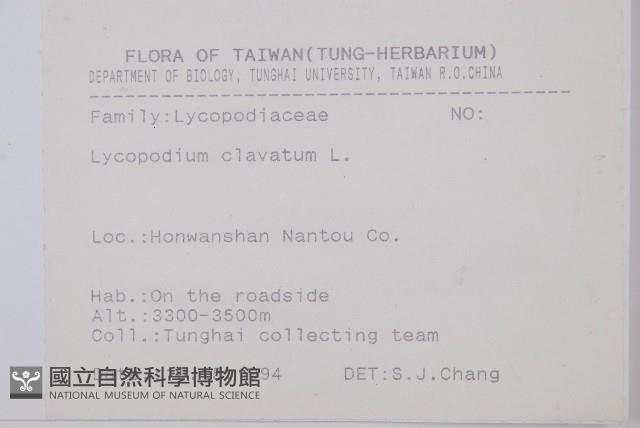 FLORA OF TAIWAN(TUNG-HERBARIUM)
DEPARTMENT OF BIOLOGY, TUNGHAI UNIVERSITY, TAIWAN R.O.CHINA
Family:Lycopodiaceae NO:
Lycopodium clavatum L.
Loc.:Honwanshan Nantou Co.
Hab.:On the roadside
Alt.:3300-3500m
Coll.:Tunghai collecting team
94 DET:S.J.Chang
國立自然科學博物館
NATIONAL MUSEUM OF NATURAL SCIENCE